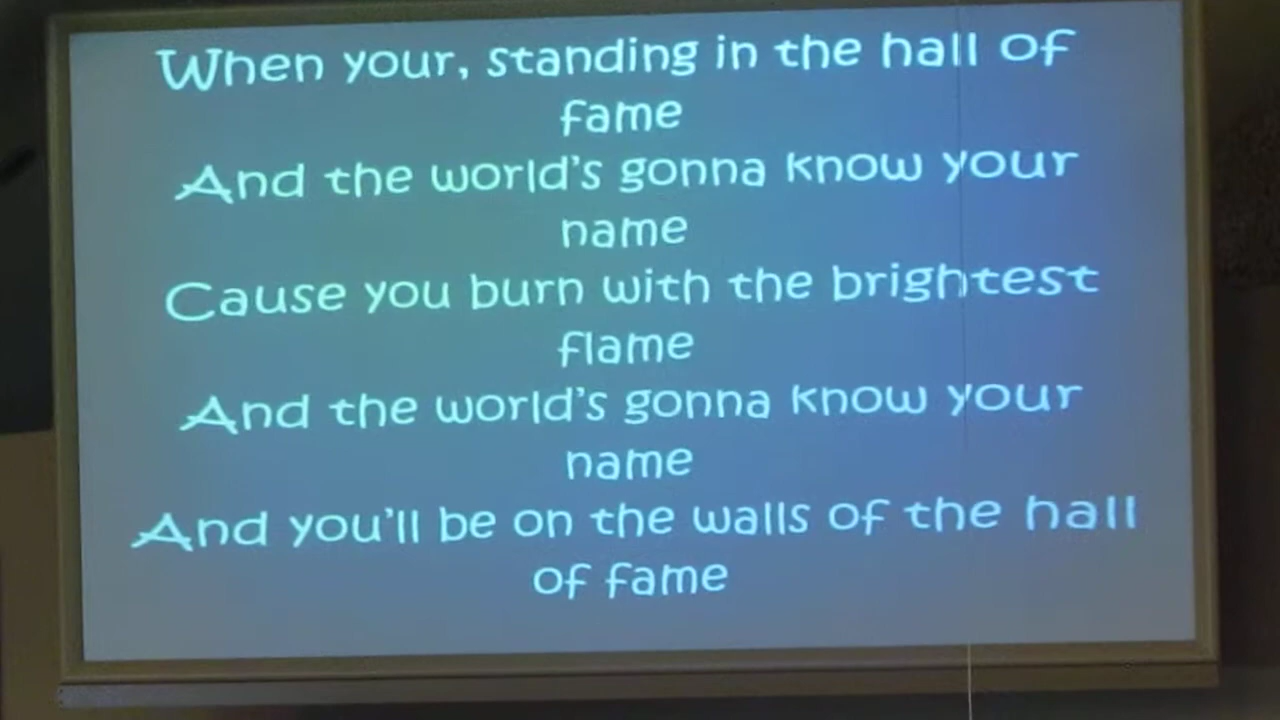 When your, standing in the hall of
fame
And the world's gonna know your
name
Cause you burn with the brightest
flame
And the world's gonna know your
name
And you'll be on the walls of the hall
of fame